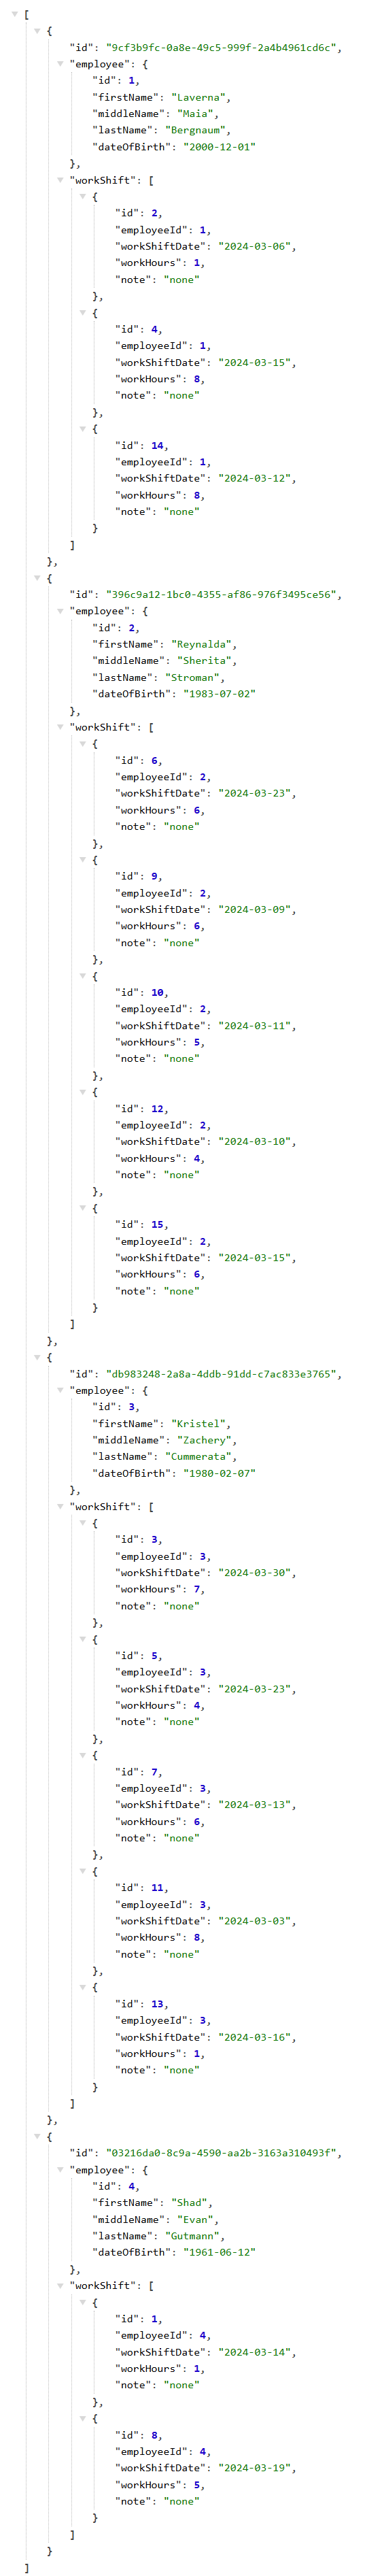 [
{
"id": "9cf3b9fc-0a8e-49c5-999f-2a4b4961cd6c",
"employee": {
"id": 1,
"firstName": "Laverna",
"middleName": "Maia",
"lastName": "Bergnaum",
"dateOfBirth": "2000-12-01"
},
"workShift": [
{
"id": 2,
"employeeId": 1,
"workShiftDate": "2024-03-06",
"workHours": 1,
"note": "none"
},
{
"id": 4,
"employeeId": 1,
"workShiftDate": "2024-03-15",
"workHours": 8,
"note": "none"
},
{
"id": 14,
"employeeId": 1,
"workShiftDate": "2024-03-12",
"workHours": 8,
"note": "none"
}
]
},
{
"id": "396c9a12-1bc0-4355-af86-976f3495ce56",
"employee": {
"id": 2,
"firstName": "Reynalda",
"middleName": "Sherita",
"lastName": "Stroman",
"dateOfBirth": "1983-07-02"
},
"workShift": [
{
"id": 6,
"employeeId": 2,
"workShiftDate": "2024-03-23",
"workHours": 6,
"note": "none"
},
{
"id": 9,
"employeeId": 2,
"workShiftDate": "2024-03-09",
"workHours": 6,
"note": "none"
},
{
"id": 10,
"employeeId": 2,
"workShiftDate": "2024-03-11",
"workHours": 5,
"note": "none"
},
{
"id": 12,
"employeeId": 2,
"workShiftDate": "2024-03-10",
"workHours": 4,
"note": "none"
},
{
"id": 15,
"employeeId": 2,
"workShiftDate": "2024-03-15",
"workHours": 6,
"note": "none"
}
]
},
{
"id": "db983248-2a8a-4ddb-91dd-c7ac833e3765",
"employee": {
"id": 3,
"firstName": "Kristel",
"middleName": "Zachery",
"lastName": "Cummerata",
"dateOfBirth": "1980-02-07"
},
"workShift": [
{
"id": 3,
"employeeId": 3,
"workShiftDate": "2024-03-30",
"workHours": 7,
"note": "none"
},
{
"id": 5,
"employeeId": 3,
"workShiftDate": "2024-03-23",
"workHours": 4,
"note": "none"
},
{
"id": 7,
"employeeId": 3,
"workShiftDate": "2024-03-13",
"workHours": 6,
"note": "none"
},
{
"id": 11,
"employeeId": 3,
"workShiftDate": "2024-03-03",
"workHours": 8,
"note": "none"
},
{
"id": 13,
"employeeId": 3,
"workShiftDate": "2024-03-16",
"workHours": 1,
"note": "none"
}
]
},
{
"id": "03216da0-8c9a-4590-aa2b-3163a310493f",
"employee": {
"id": 4,
"firstName": "Shad",
"middleName": "Evan",
"lastName": "Gutmann",
"dateOfBirth": "1961-06-12"
},
"workShift": [
{
"id": 1,
"employeeId": 4,
"workShiftDate": "2024-03-14",
"workHours": 1,
"note": "none"
},
{
"id": 8,
"employeeId": 4,
"workShiftDate": "2024-03-19",
"workHours": 5,
"note": "none"
}
]
}
]